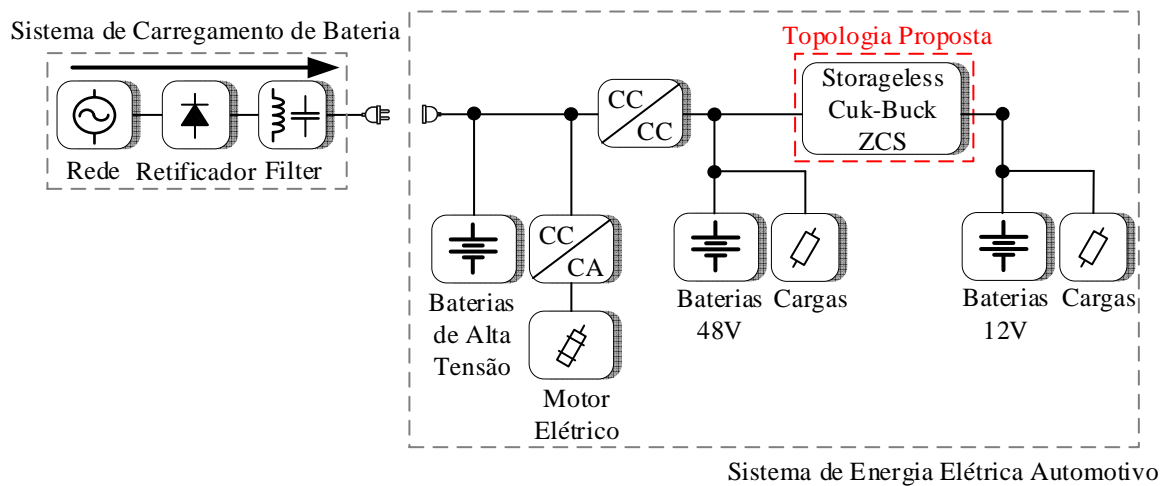 Sistema de Carregamento de Bateria
Rede
Retificador
Filter
Topologia Proposta
Storageless
Cuk-Buck
ZCS
CC
CC
CC
CA
Baterias
de Alta
Tensão
Motor
Elétrico
Baterias
48V
Cargas
Baterias
12V
Cargas
Sistema de Energia Elétrica Automotivo